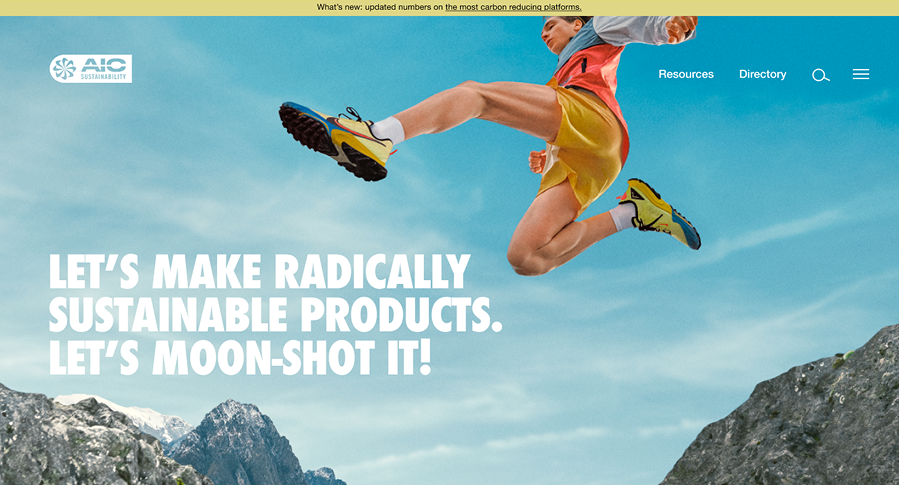 What's new: updated numbers on the most carbon reducing platforms.
AIC
SUSTAINABILITY
Resources
Directory
LET'S MAKE RADICALLY
SUSTAINABLE PRODUCTS.
LET'S MOON-SHOT IT!